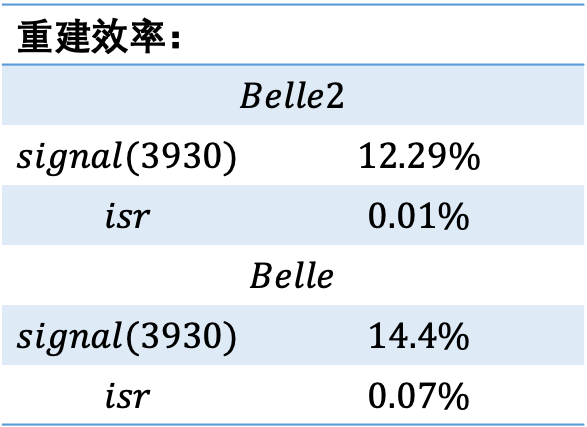 重建效率：
Belle2
signal(3930) 12.29%
isr 0.01%
Belle
signal(3930) 14.4%
isr 0.07%